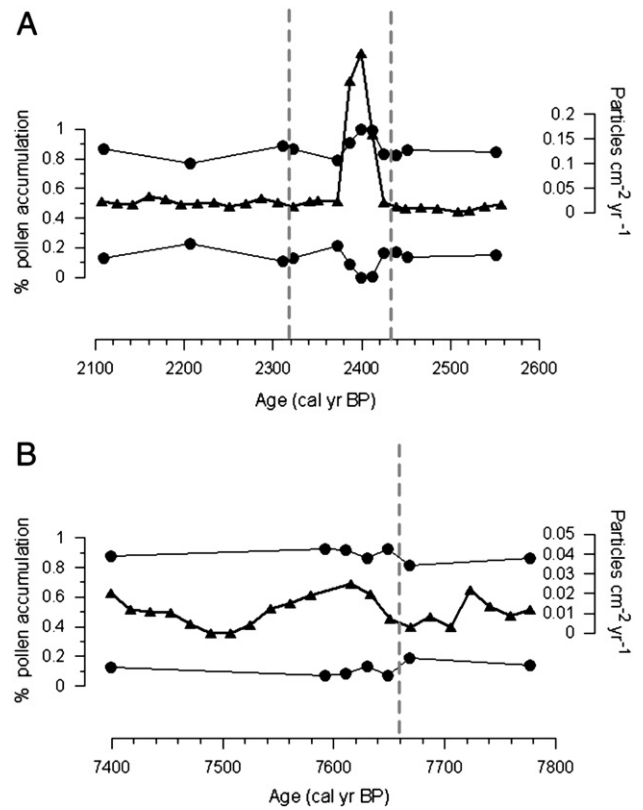 A
% pollen accumulation
1
0.8
0.6
0.4
0.2
0
Particles cm-2 yr-1
0.2
0.15
0.1
0.05
0
2100 2200 2300 2400 2500 2600
Age (cal yr BP)
B
% pollen accumulation
1
0.8
0.6
0.4
0.2
0
Particles cm-2 yr-1
0.05
0.04
0.03
0.02
0.01
0
7400 7500 7600 7700 7800
Age (cal yr BP)